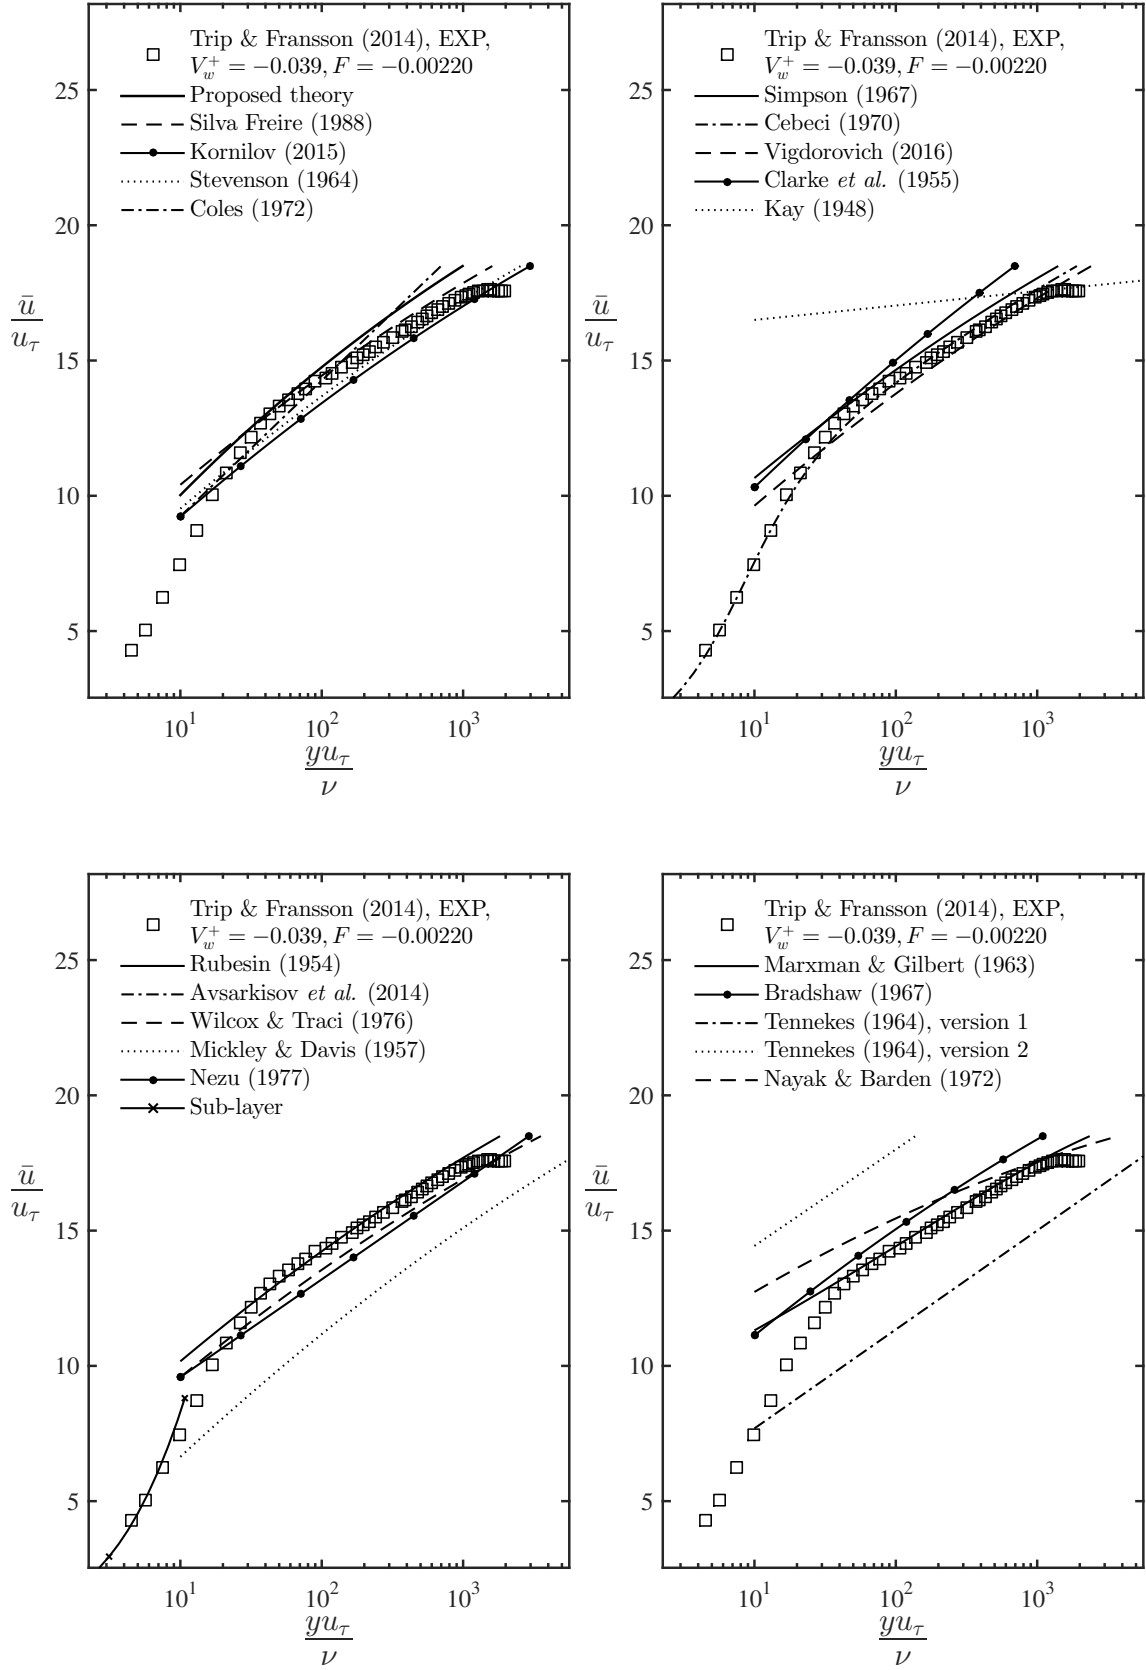 Trip & Fransson (2014), EXP,
V_w^+ = −0.039, F = −0.00220
Proposed theory
Silva Freire (1988)
Kornilov (2015)
Stevenson (1964)
Coles (1972)
25
20
15
10
5
ū/u_τ
10^1 10^2 10^3
yu_τ/ν
Trip & Fransson (2014), EXP,
V_w^+ = −0.039, F = −0.00220
Simpson (1967)
Cebeci (1970)
Vigdorovich (2016)
Clarke et al. (1955)
Kay (1948)
25
20
15
10
5
ū/u_τ
10^1 10^2 10^3
yu_τ/ν
Trip & Fransson (2014), EXP,
V_w^+ = −0.039, F = −0.00220
Rubesin (1954)
Avsarkisov et al. (2014)
Wilcox & Traci (1976)
Mickley & Davis (1957)
Nezu (1977)
Sub-layer
25
20
15
10
5
ū/u_τ
10^1 10^2 10^3
yu_τ/ν
Trip & Fransson (2014), EXP,
V_w^+ = −0.039, F = −0.00220
Marxman & Gilbert (1963)
Bradshaw (1967)
Tennekes (1964), version 1
Tennekes (1964), version 2
Nayak & Barden (1972)
25
20
15
10
5
ū/u_τ
10^1 10^2 10^3
yu_τ/ν